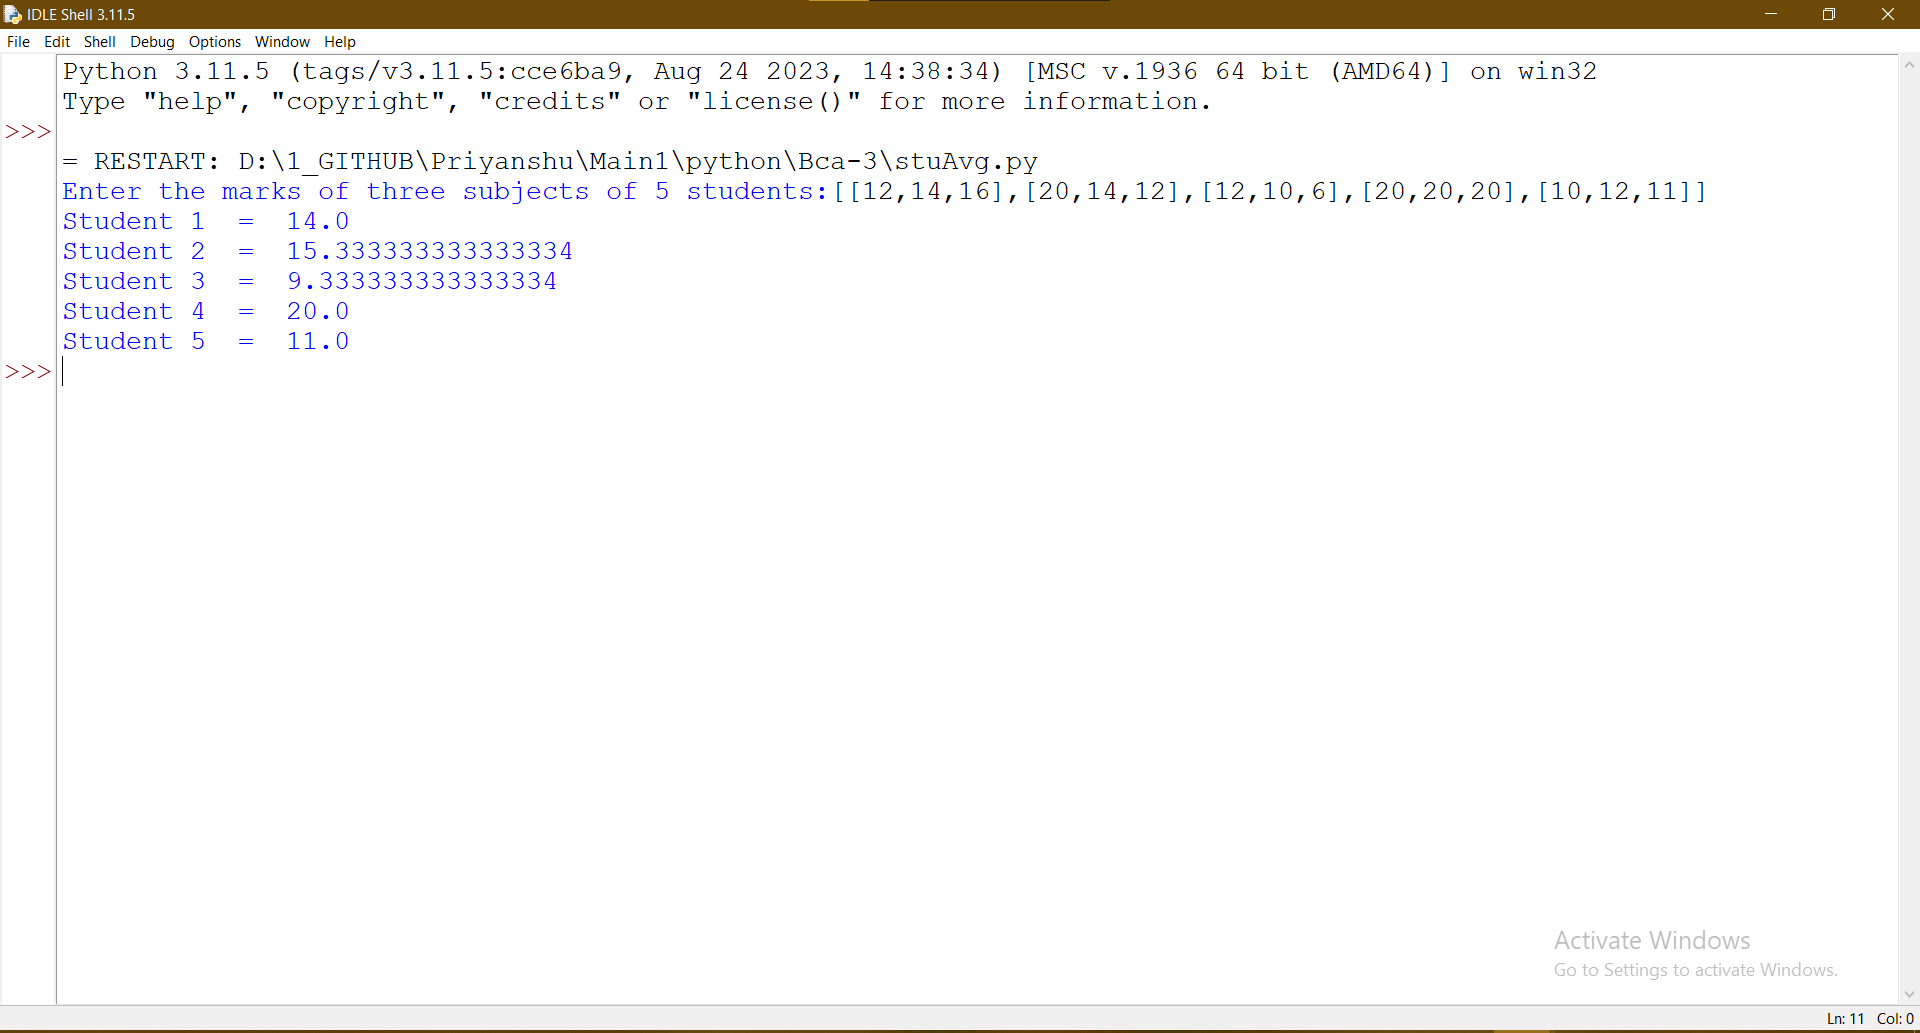 IDLE Shell 3.11.5
File Edit Shell Debug Options Window Help
Python 3.11.5 (tags/v3.11.5:cce6ba9, Aug 24 2023, 14:38:34) [MSC v.1936 64 bit (AMD64)] on win32
Type "help", "copyright", "credits" or "license()" for more information.
>>>
= RESTART: D:\1_GITHUB\Priyanshu\Main1\python\Bca-3\stuAvg.py
Enter the marks of three subjects of 5 students:[[12,14,16],[20,14,12],[12,10,6],[20,20,20],[10,12,11]]
Student 1  =  14.0
Student 2  =  15.333333333333334
Student 3  =  9.333333333333334
Student 4  =  20.0
Student 5  =  11.0
>>>
Activate Windows
Go to Settings to activate Windows.
Ln: 11 Col: 0